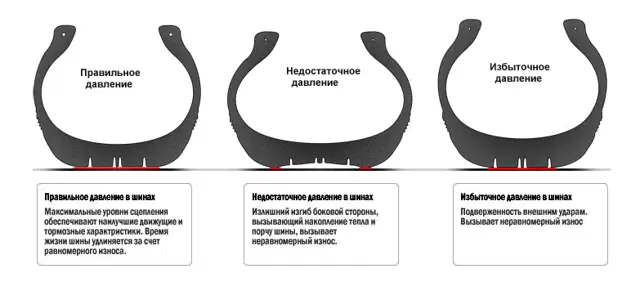 Правильное
давление
Недостаточное
давление
Избыточное
давление
Правильное давление в шинах
Максимальные уровни сцепления
обеспечивают наилучшие движущие и
тормозные харктристики. Время
жизни шины удлиняется за счет
равномерного износа.
Недостаточное давление в шинах
Излишний изгиб боковой стороны,
вызывающий накопление тепла и
порчу шины, вызывает
неравномерный износ.
Избыточное давление в шинах
Подверженность внешним ударам.
Вызывает неравномерный износ